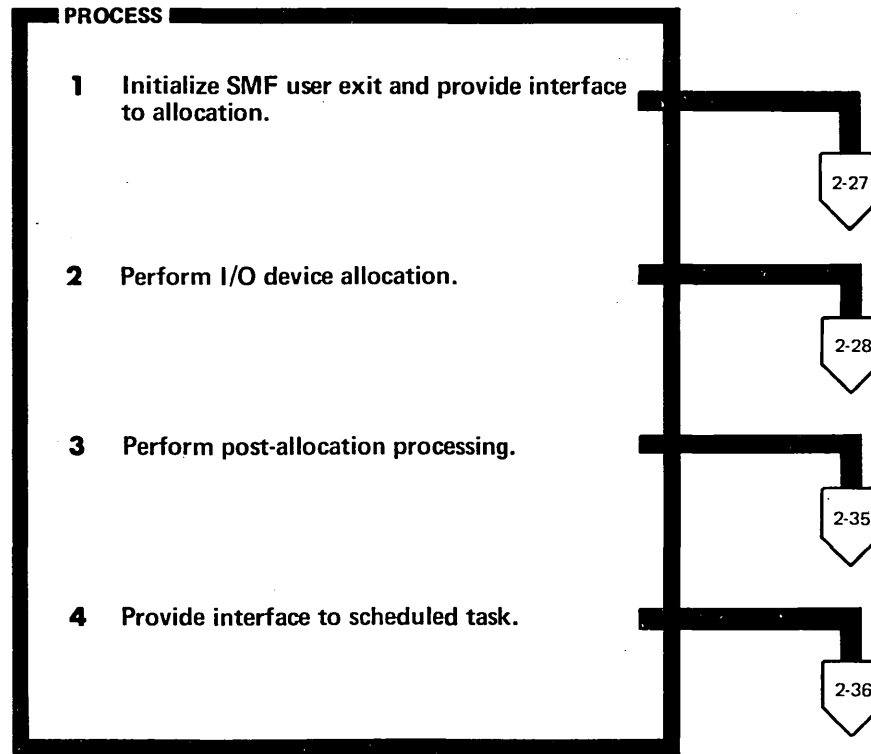 PROCESS
1 Initialize SMF user exit and provide interface
to allocation.
2-27
2 Perform I/O device allocation.
2-28
3 Perform post-allocation processing.
2-35
4 Provide interface to scheduled task.
2-36